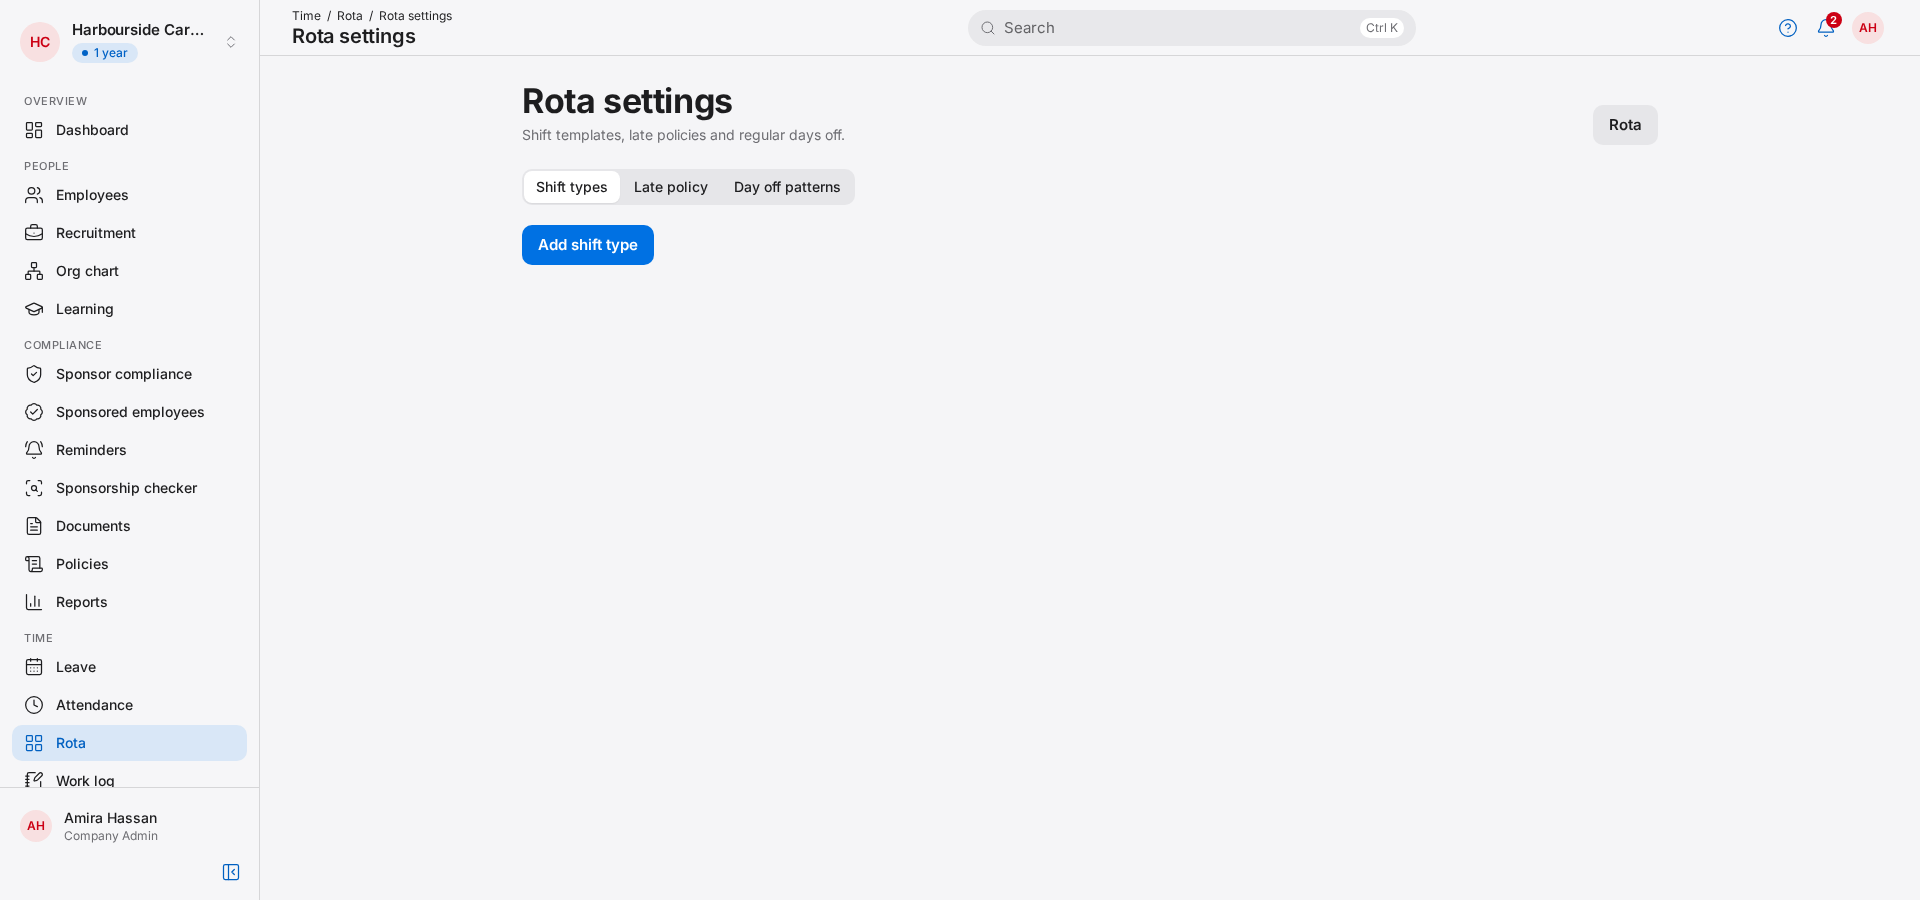 HC
Harbourside Car...
1 year
OVERVIEW
Dashboard
PEOPLE
Employees
Recruitment
Org chart
Learning
COMPLIANCE
Sponsor compliance
Sponsored employees
Reminders
Sponsorship checker
Documents
Policies
Reports
TIME
Leave
Attendance
Rota
Work log
AH
Amira Hassan
Company Admin
Time / Rota / Rota settings
Rota settings
Search
Ctrl K
2
AH
Rota settings
Shift templates, late policies and regular days off.
Rota
Shift types
Late policy
Day off patterns
Add shift type